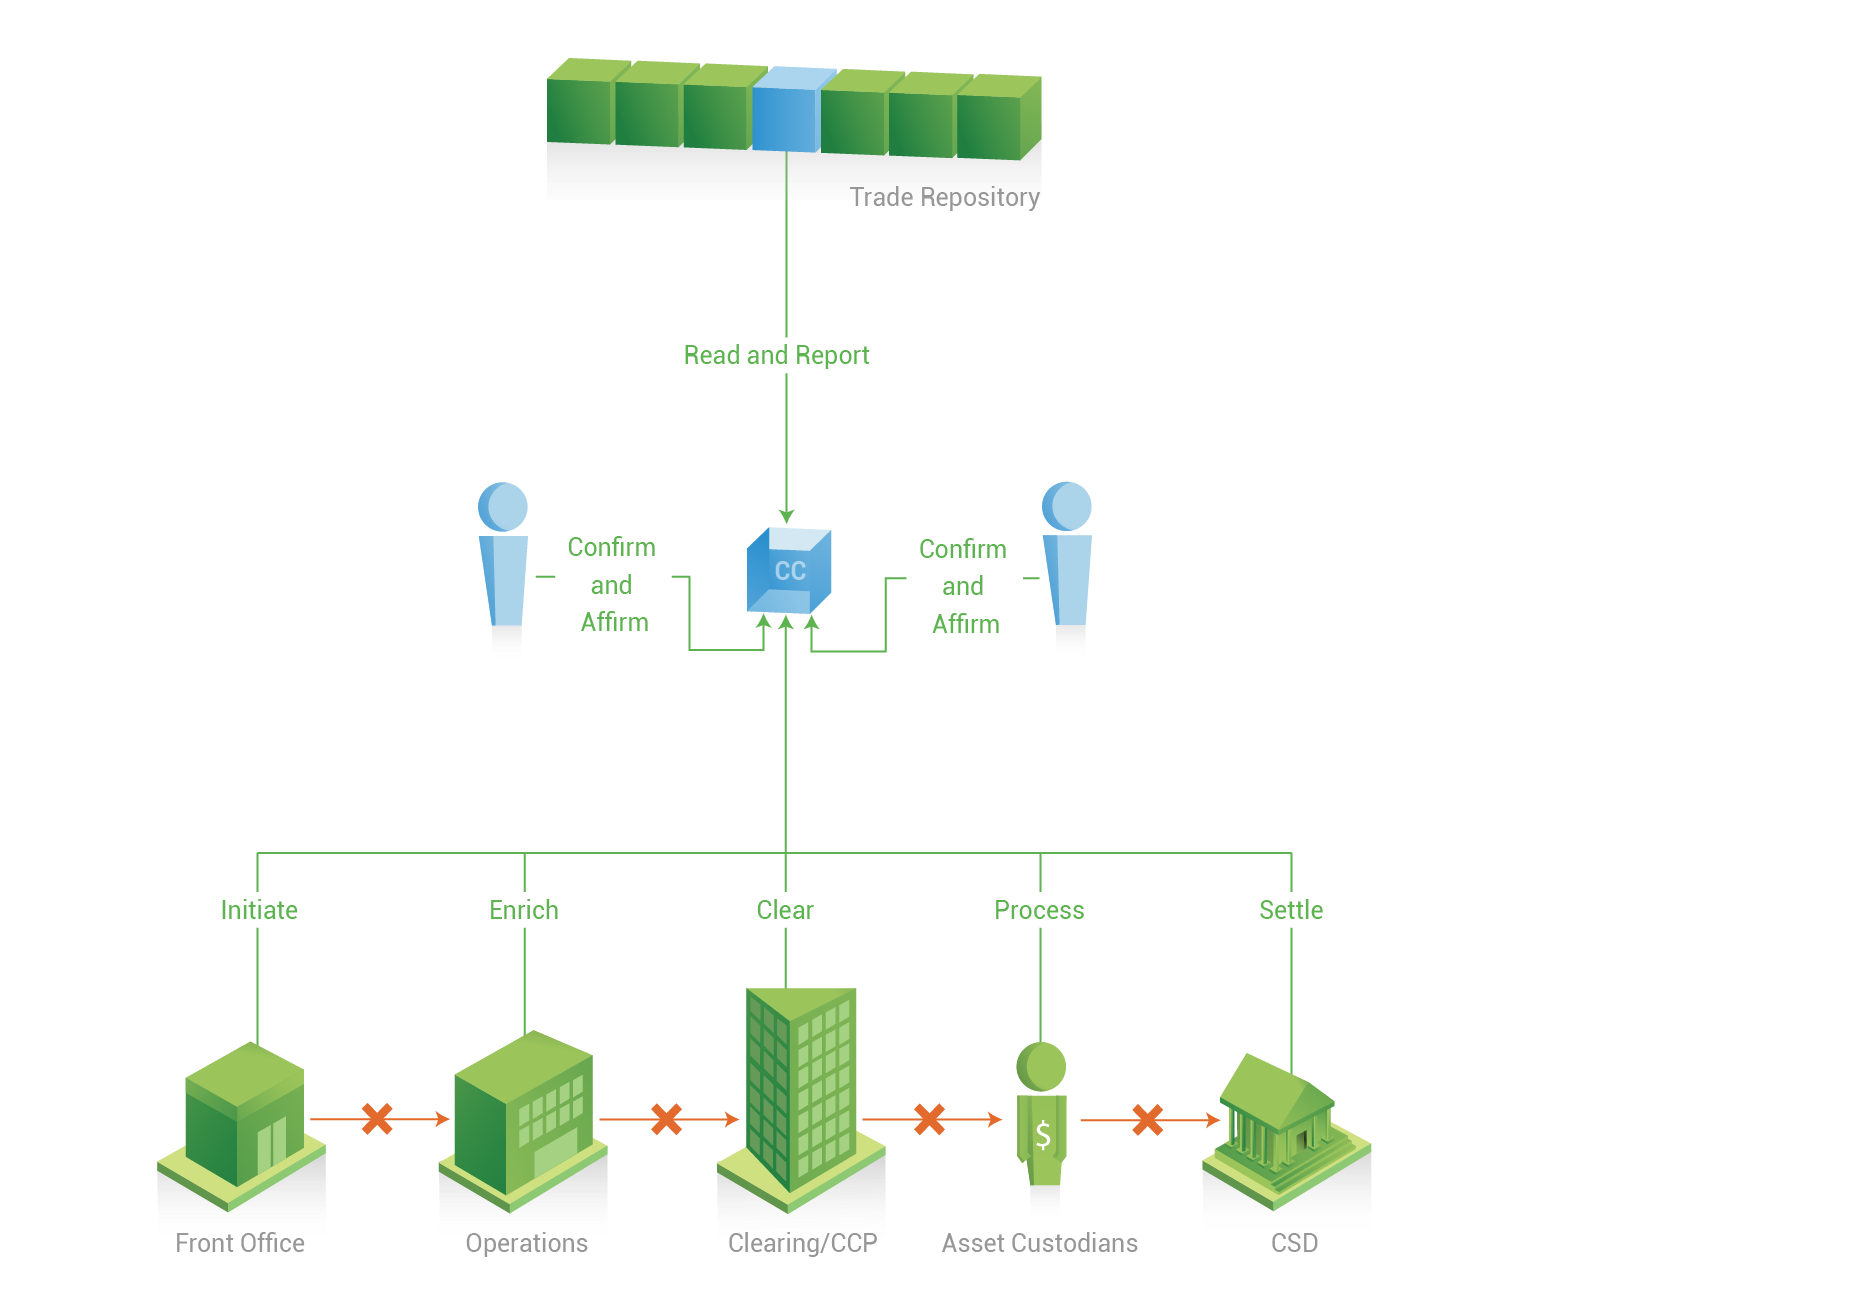 Trade Repository
Read and Report
Confirm
and
Affirm
CC
Confirm
and
Affirm
Initiate
Enrich
Clear
Process
Settle
$
Front Office
Operations
Clearing/CCP
Asset Custodians
CSD